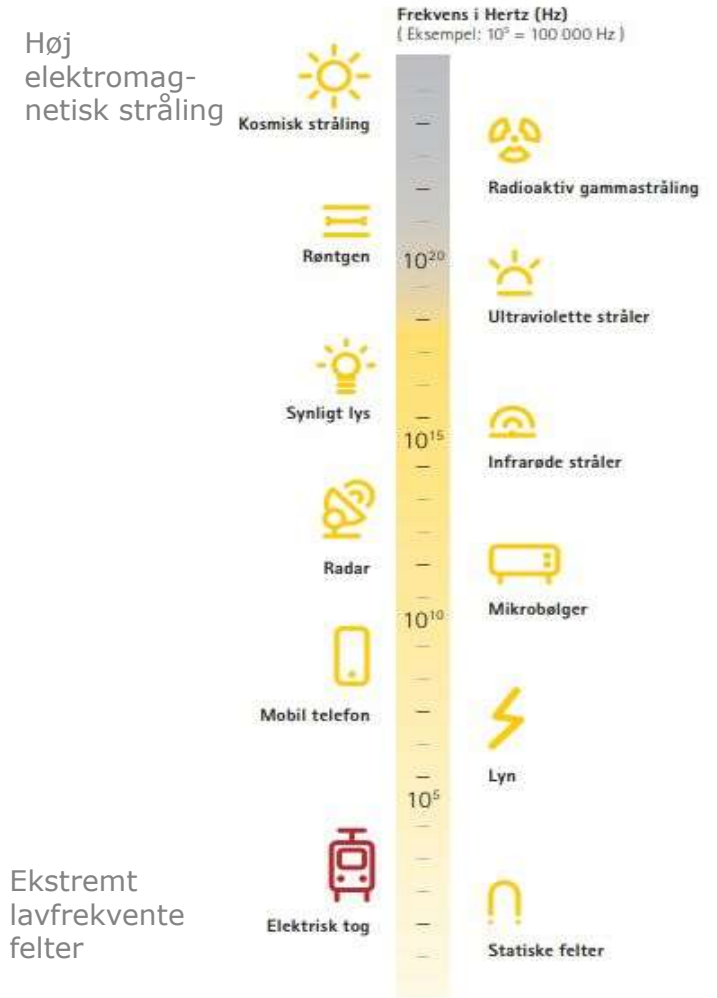 Frekvens i Hertz (Hz)
( Eksempel: 10⁵ = 100 000 Hz )
Høj
elektromag-
netisk stråling
Kosmisk stråling
Radioaktiv gammastråling
Røntgen
10²⁰
Ultraviolette stråler
Synligt lys
10¹⁵
Infrarøde stråler
Radar
Mikrobølger
10¹⁰
Mobil telefon
Lyn
10⁵
Ekstremt
lavfrekvente
felter
Elektrisk tog
Statiske felter